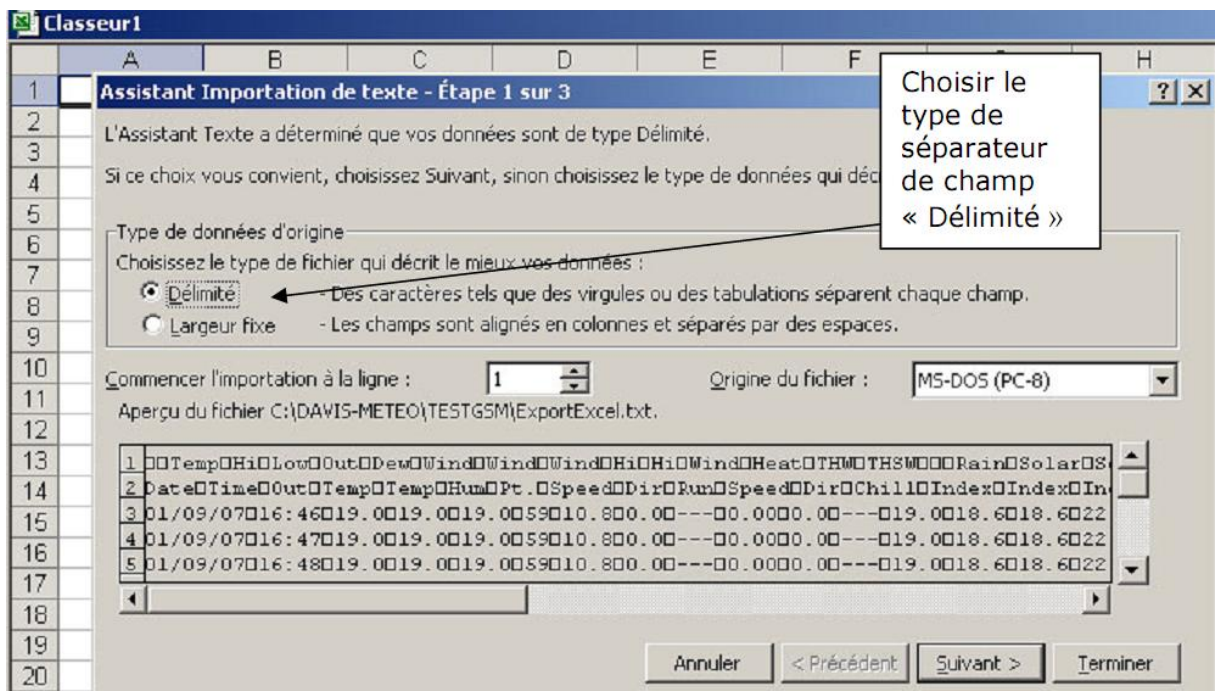 Classeur1
A B C D E F H
Choisir le
type de
séparateur
de champ
« Délimité »
1 Assistant Importation de texte - Étape 1 sur 3 ? ×
2
L'Assistant Texte a déterminé que vos données sont de type Délimité.
3
4 Si ce choix vous convient, choisissez Suivant, sinon choisissez le type de données qui
5
6 Type de données d'origine
7 Choisissez le type de fichier qui décrit le mieux vos données :
8 Délimité - Des caractères tels que des virgules ou des tabulations séparent chaque champ.
9 Largeur fixe - Les champs sont alignés en colonnes et séparés par des espaces.
10 Commencer l'importation à la ligne : 1 Origine du fichier : MS-DOS (PC-8)
11 Aperçu du fichier C:\DAVIS-METEO\TESTGSM\ExportExcel.txt.
12
13 1 □□Temp□Hi□Low□Out□Dew□Wind□Wind□Wind□Hi□Hi□Wind□Heat□THW□THSW□□□Rain□Solar□S
14 2 Date□Time□Out□Temp□Temp□Hum□Pt.□Speed□Dir□Run□Speed□Dir□Chill□Index□Index□In
15 3 01/09/07□16:46□19.0□19.0□19.0□59□10.8□0.0□---□0.00□0.0□---□19.0□18.6□18.6□22
16 4 01/09/07□16:47□19.0□19.0□19.0□59□10.8□0.0□---□0.00□0.0□---□19.0□18.6□18.6□22
5 01/09/07□16:48□19.0□19.0□19.0□59□10.8□0.0□---□0.00□0.0□---□19.0□18.6□18.6□22
17
18
19 Annuler < Précédent Suivant > Terminer
20